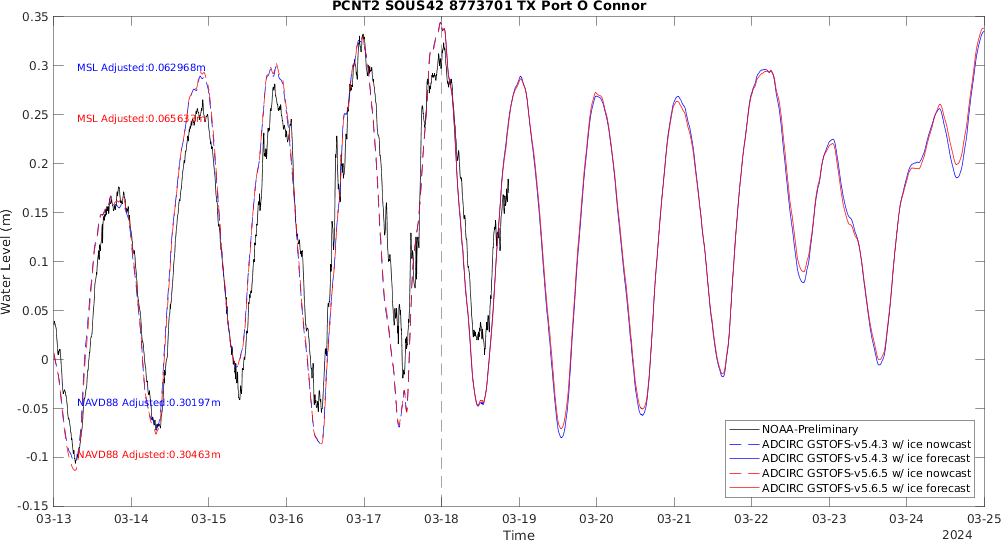 PCNT2 SOUS42 8773701 TX Port O Connor
0.35
0.3
0.25
0.2
0.15
0.1
0.05
0
-0.05
-0.1
-0.15
Water Level (m)
MSL Adjusted:0.062968m
MSL Adjusted:0.065637m
NAVD88 Adjusted:0.30197m
NAVD88 Adjusted:0.30463m
NOAA-Preliminary
ADCIRC GSTOFS-v5.4.3 w/ ice nowcast
ADCIRC GSTOFS-v5.4.3 w/ ice forecast
ADCIRC GSTOFS-v5.6.5 w/ ice nowcast
ADCIRC GSTOFS-v5.6.5 w/ ice forecast
03-13 03-14 03-15 03-16 03-17 03-18 03-19 03-20 03-21 03-22 03-23 03-24 03-25
Time
2024